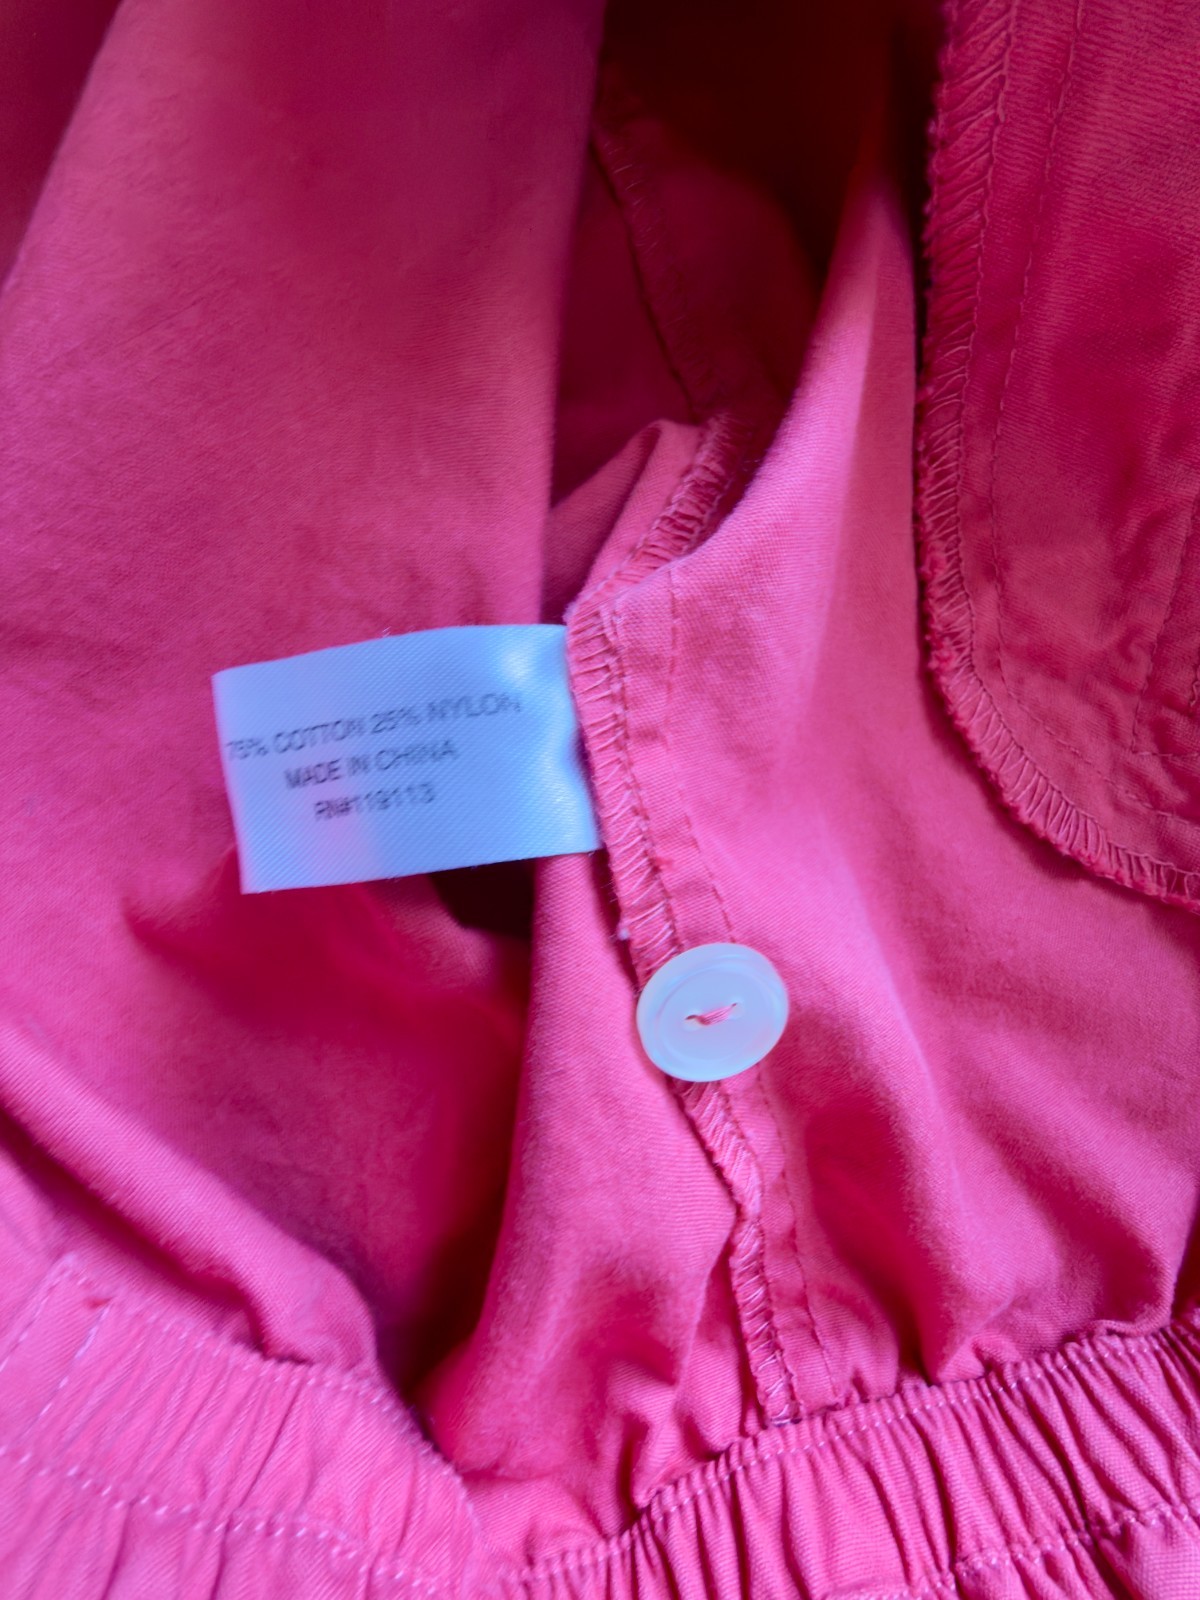 75% COTTON 25% NYLON
MADE IN CHINA
RN#119113